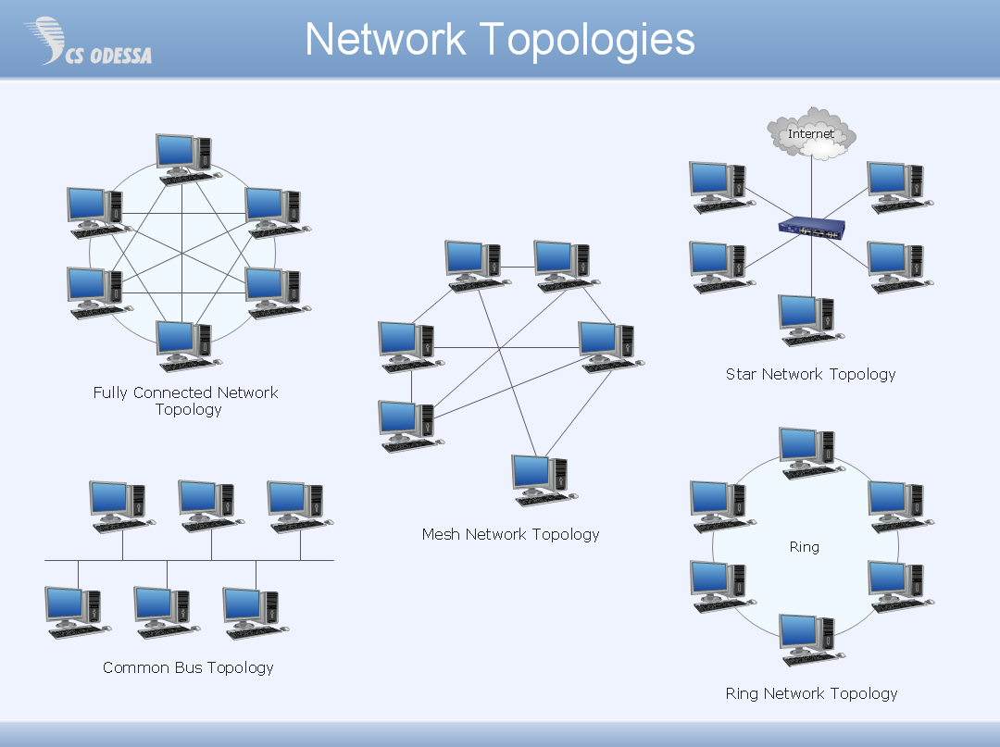 CS ODESSA
Network Topologies
Internet
Fully Connected Network
Topology
Star Network Topology
Mesh Network Topology
Ring
Common Bus Topology
Ring Network Topology